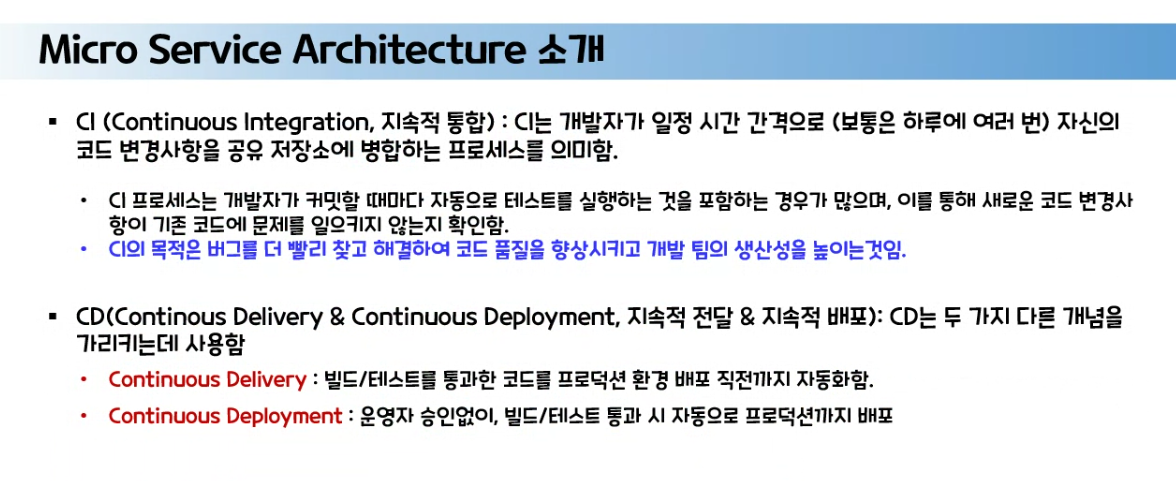 Micro Service Architecture 소개
▪ CI (Continuous Integration, 지속적 통합) : CI는 개발자가 일정 시간 간격으로 (보통은 하루에 여러 번) 자신의
코드 변경사항을 공유 저장소에 병합하는 프로세스를 의미함.
• CI 프로세스는 개발자가 커밋할 때마다 자동으로 테스트를 실행하는 것을 포함하는 경우가 많으며, 이를 통해 새로운 코드 변경사
항이 기존 코드에 문제를 일으키지 않는지 확인함.
• CI의 목적은 버그를 더 빨리 찾고 해결하여 코드 품질을 향상시키고 개발 팀의 생산성을 높이는것임.
▪ CD(Continous Delivery & Continuous Deployment, 지속적 전달 & 지속적 배포): CD는 두 가지 다른 개념을
가리키는데 사용함
• Continuous Delivery : 빌드/테스트를 통과한 코드를 프로덕션 환경 배포 직전까지 자동화함.
• Continuous Deployment : 운영자 승인없이, 빌드/테스트 통과 시 자동으로 프로덕션까지 배포